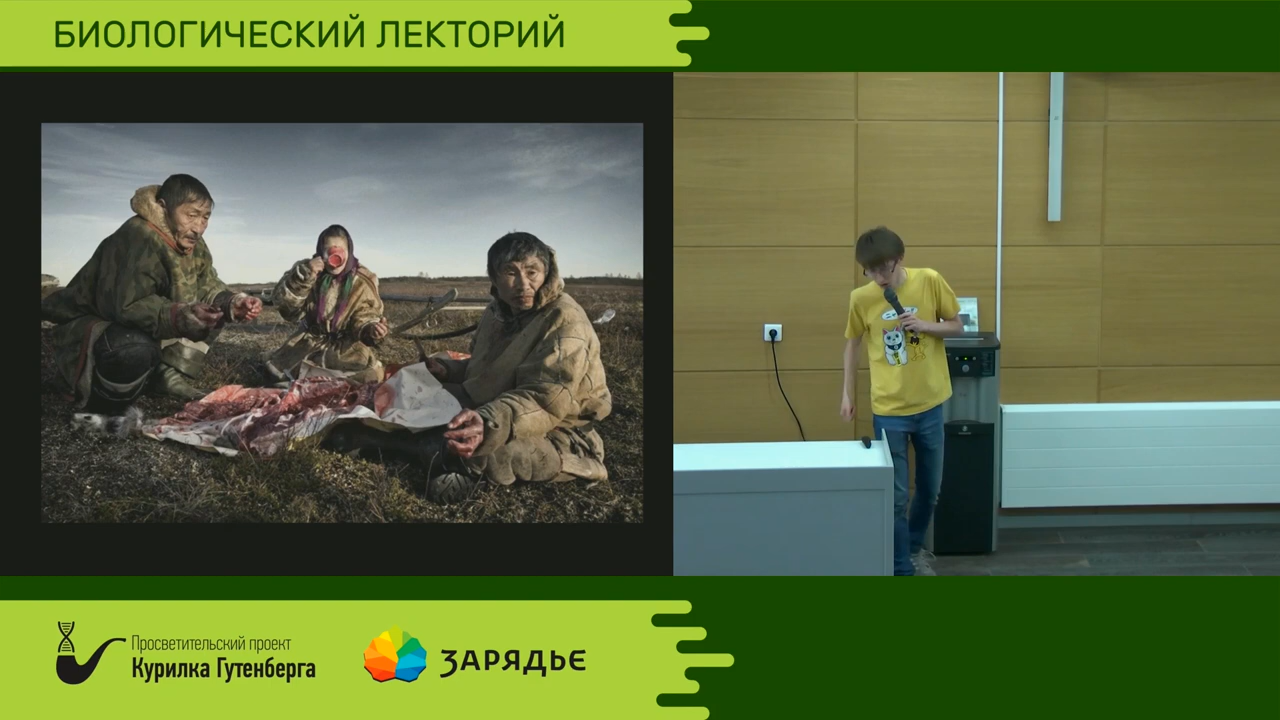 БИОЛОГИЧЕСКИЙ ЛЕКТОРИЙ
Просветительский проект
Курилка Гутенберга
ЗАРЯДЬЕ